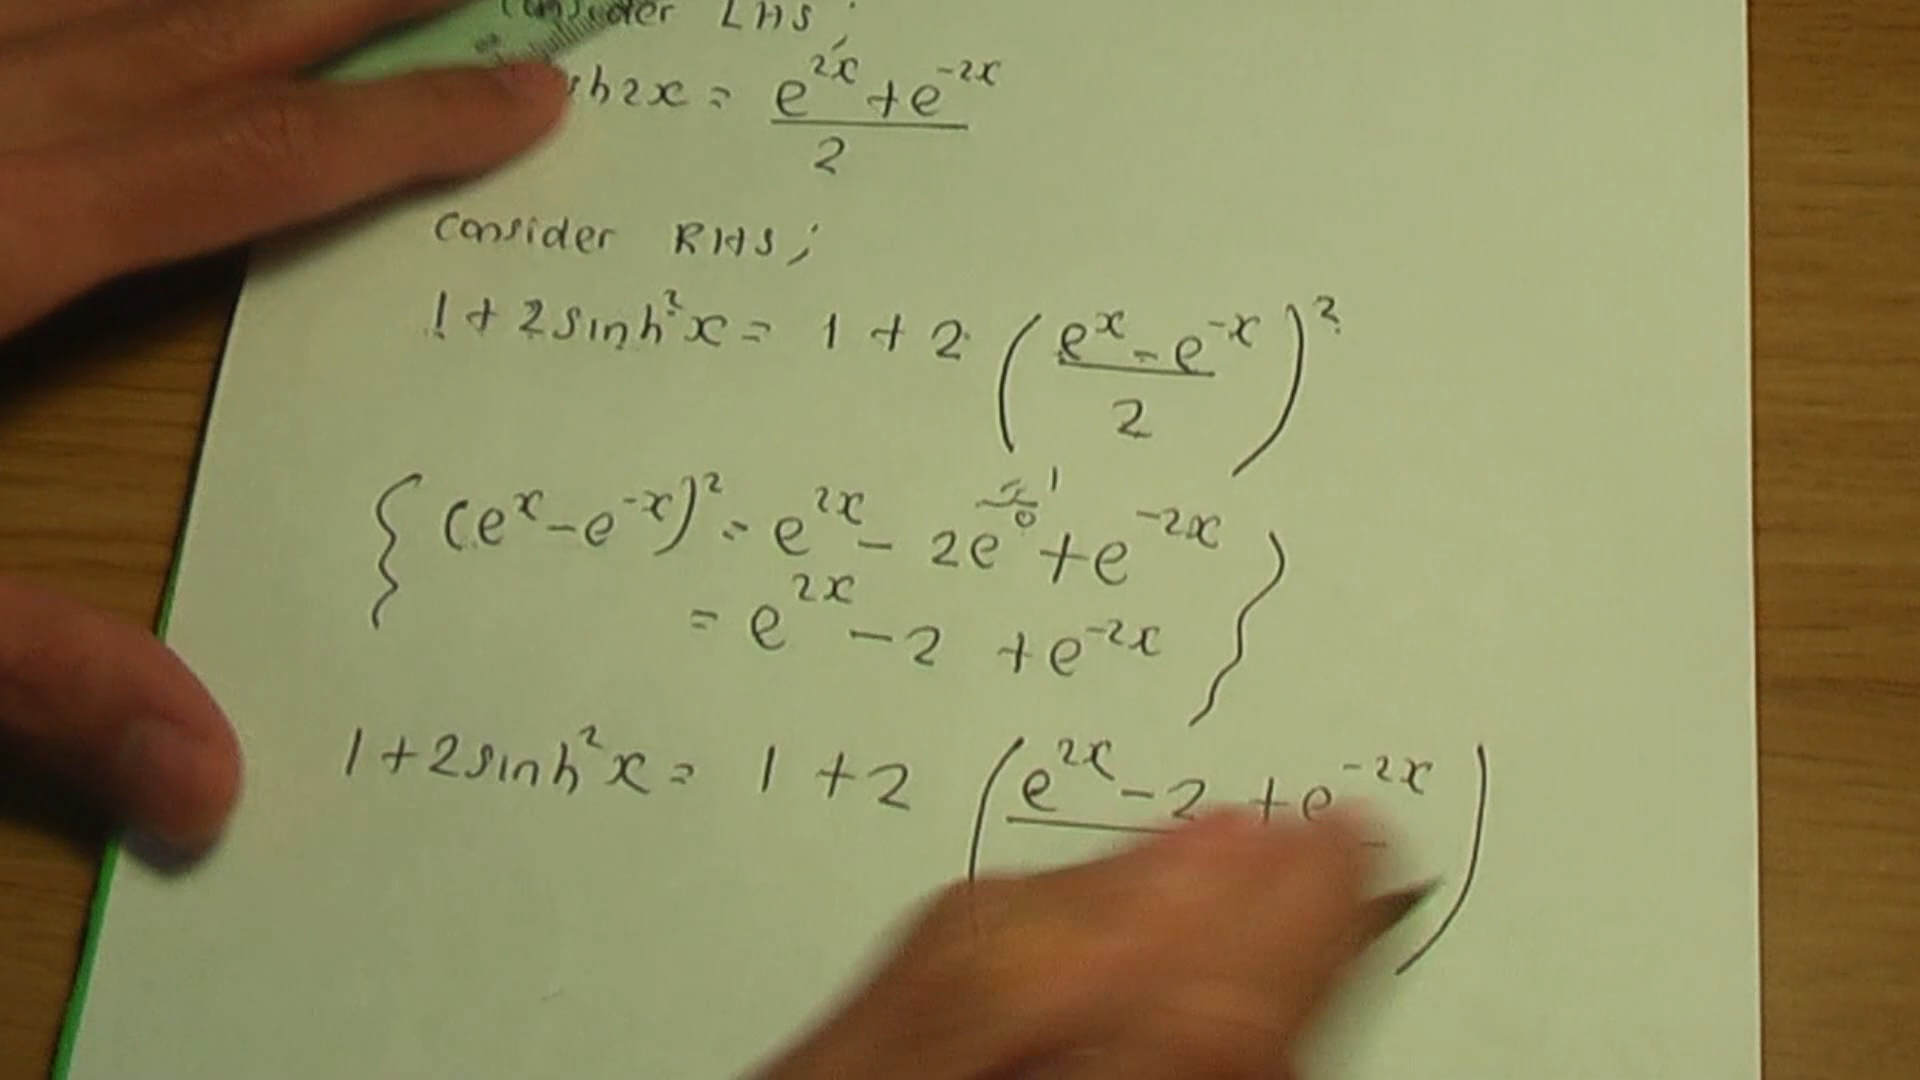 Consider LHS;
h2x = e^{2x} + e^{-2x}
2
Consider RHS;
1 + 2sinh²x = 1 + 2 (e^x - e^{-x})²
2
{ (e^x - e^{-x})² = e^{2x} - 2e^0 + e^{-2x} }
= e^{2x} - 2 + e^{-2x}
1 + 2sinh²x = 1 + 2 (e^{2x} - 2 + e^{-2x})